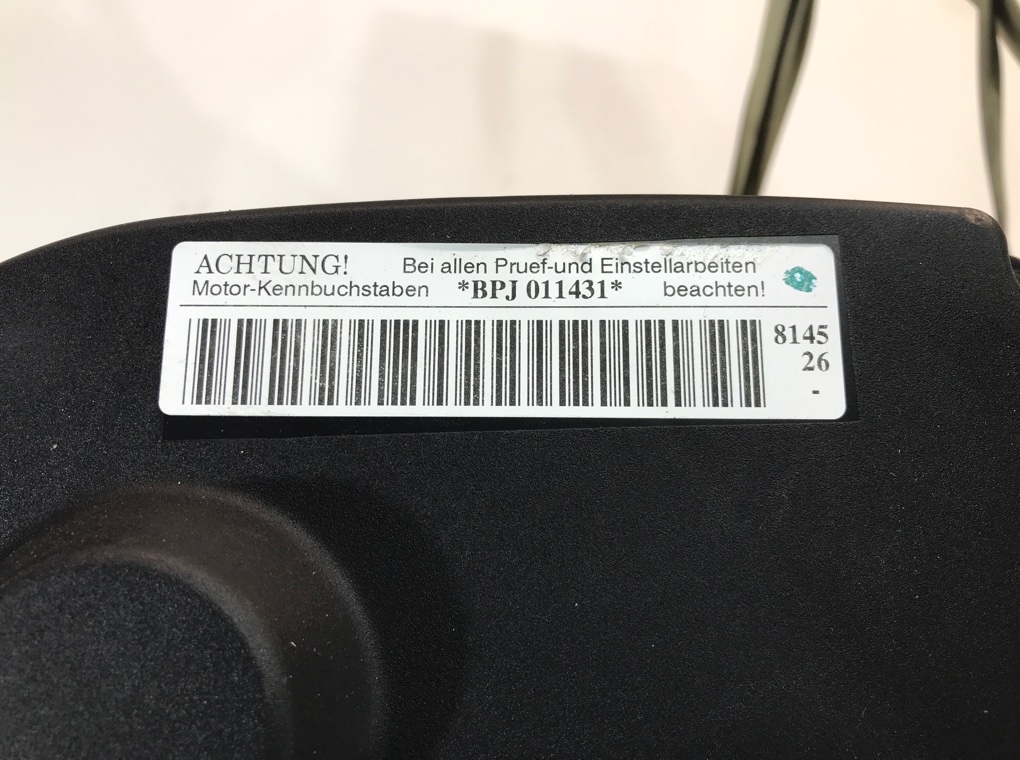 ACHTUNG! Bei allen Pruef-und Einstellarbeiten
Motor-Kennbuchstaben *BPJ 011431* beachten!
8145
26
-